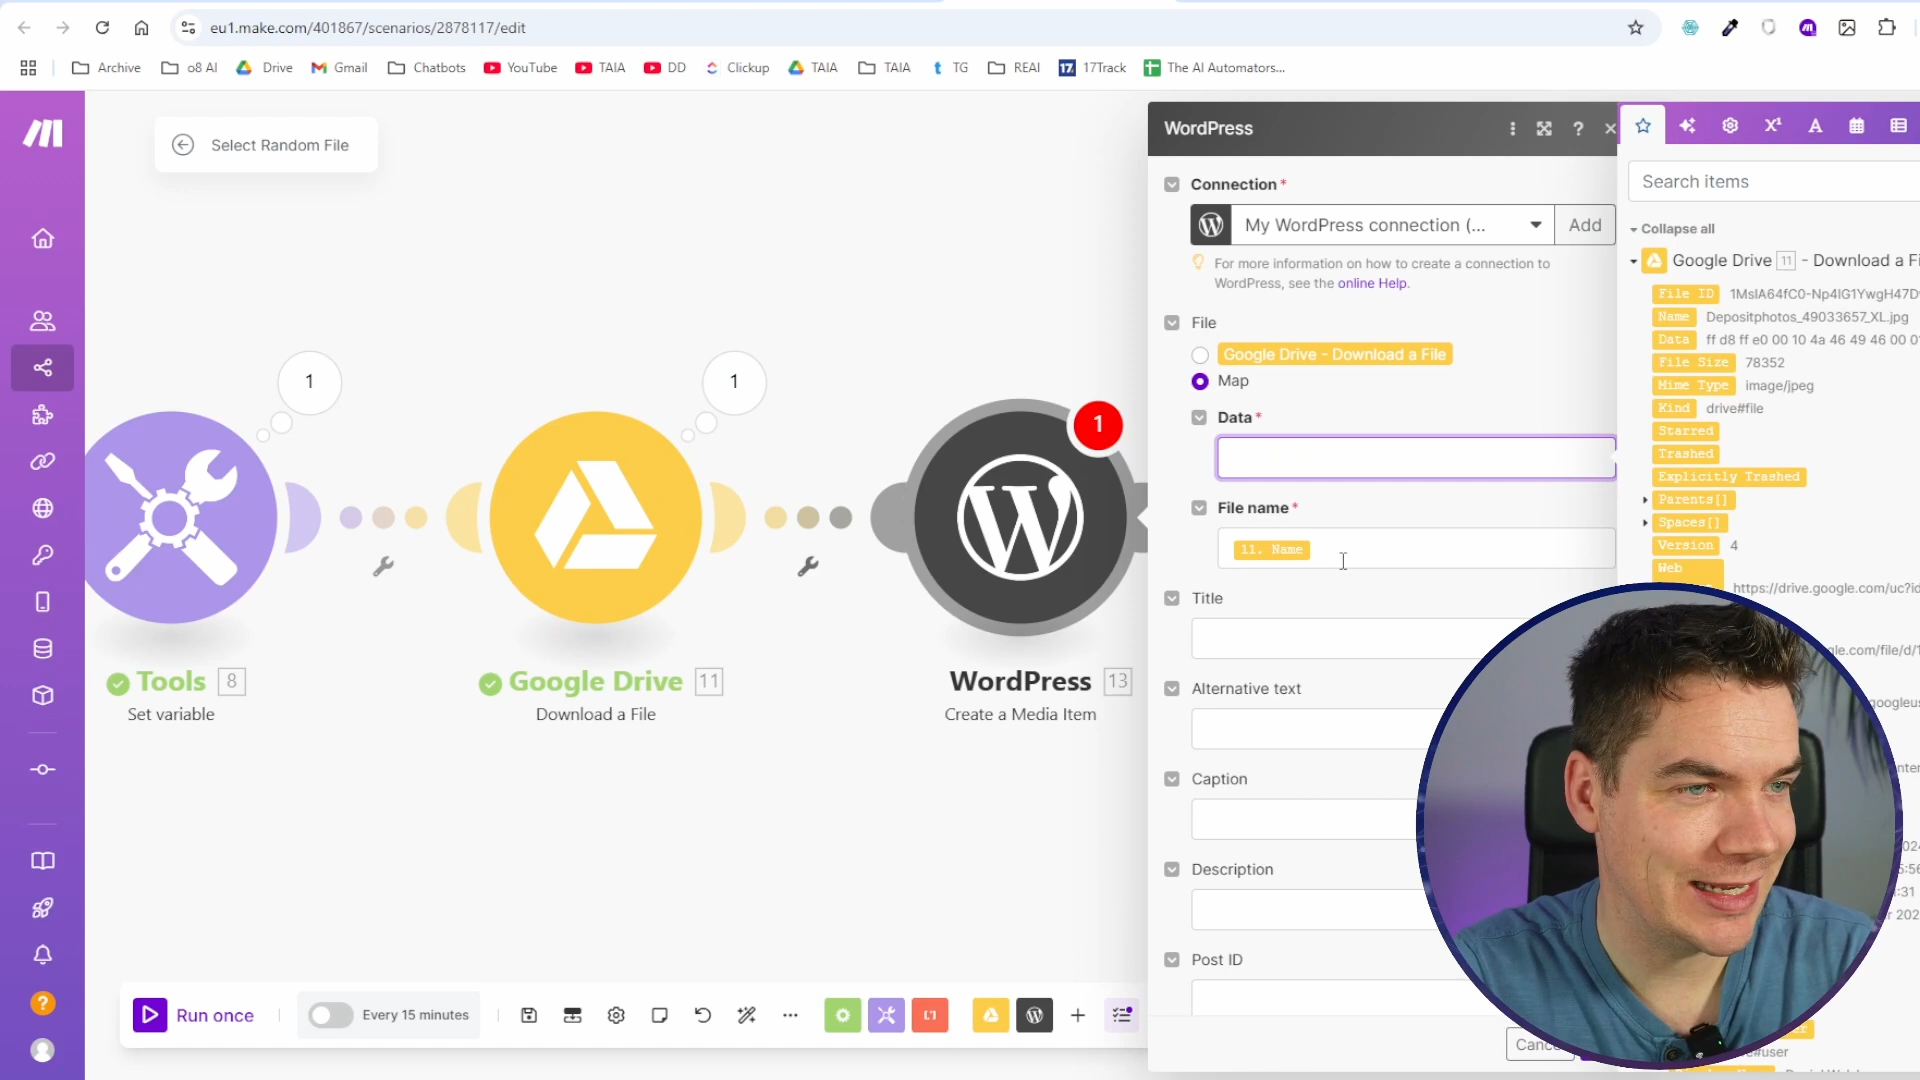 eu1.make.com/401867/scenarios/2878117/edit
Archive
o8 AI
Drive
Gmail
Chatbots
YouTube
TAIA
DD
Clickup
TAIA
TAIA
TG
REAI
17Track
The AI Automators...
Select Random File
1
1
1
Tools 8
Set variable
Google Drive 11
Download a File
WordPress 13
Create a Media Item
Run once
Every 15 minutes
WordPress
Connection *
My WordPress connection (...
Add
For more information on how to create a connection to
WordPress, see the online Help.
File
Google Drive - Download a File
Map
Data *
File name *
11. Name
Title
Alternative text
Caption
Description
Post ID
Search items
Collapse all
Google Drive 11 - Download a Fi
File ID 1MslA64fC0-Np4lG1YwgH47D
Name Depositphotos_49033657_XL.jpg
Data ff d8 ff e0 00 10 4a 46 49 46 00 0
File Size 78352
Mime Type image/jpeg
Kind drive#file
Starred
Trashed
Explicitly Trashed
Parents[]
Spaces[]
Version 4
Web
https://drive.google.com/uc?id